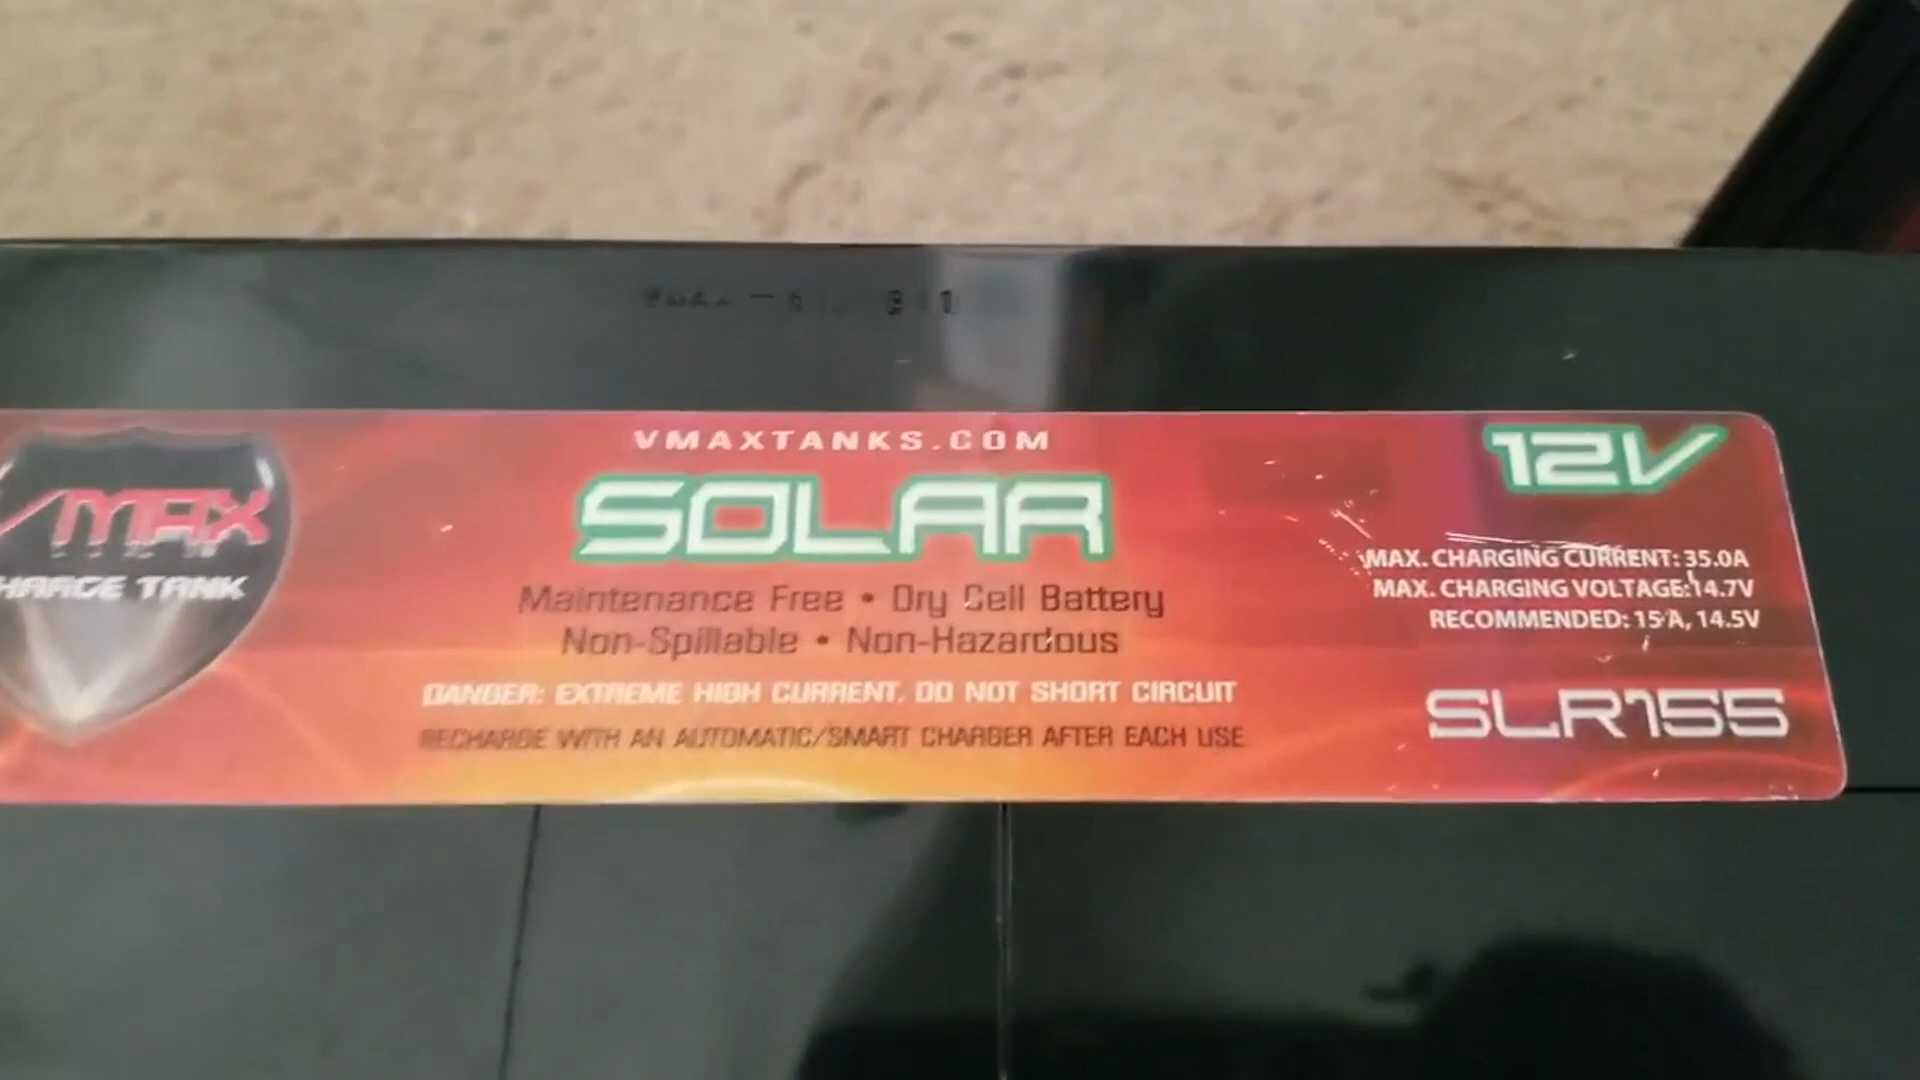 VMAXTANKS.COM
SOLAR
Maintenance Free • Dry Cell Battery
Non-Spillable • Non-Hazardous
DANGER: EXTREME HIGH CURRENT. DO NOT SHORT CIRCUIT
RECHARGE WITH AN AUTOMATIC/SMART CHARGER AFTER EACH USE
VMAX
CHARGE TANK
12V
MAX. CHARGING CURRENT: 35.0A
MAX. CHARGING VOLTAGE:14.7V
RECOMMENDED: 15 A, 14.5V
SLR155